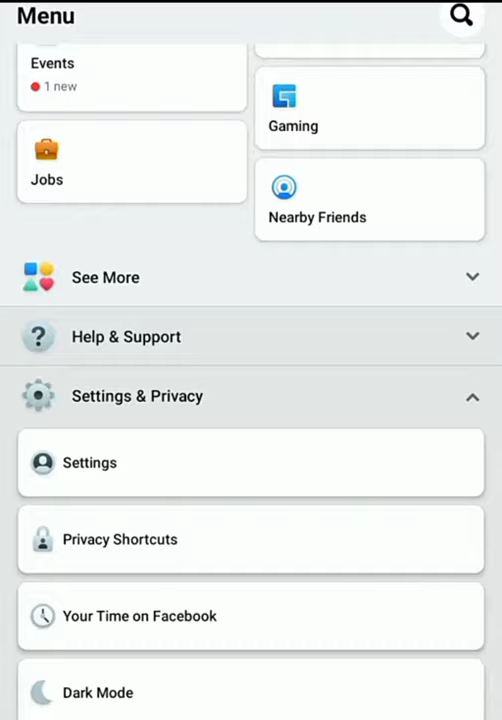 Menu
Events
1 new
Gaming
Jobs
Nearby Friends
See More
Help & Support
Settings & Privacy
Settings
Privacy Shortcuts
Your Time on Facebook
Dark Mode